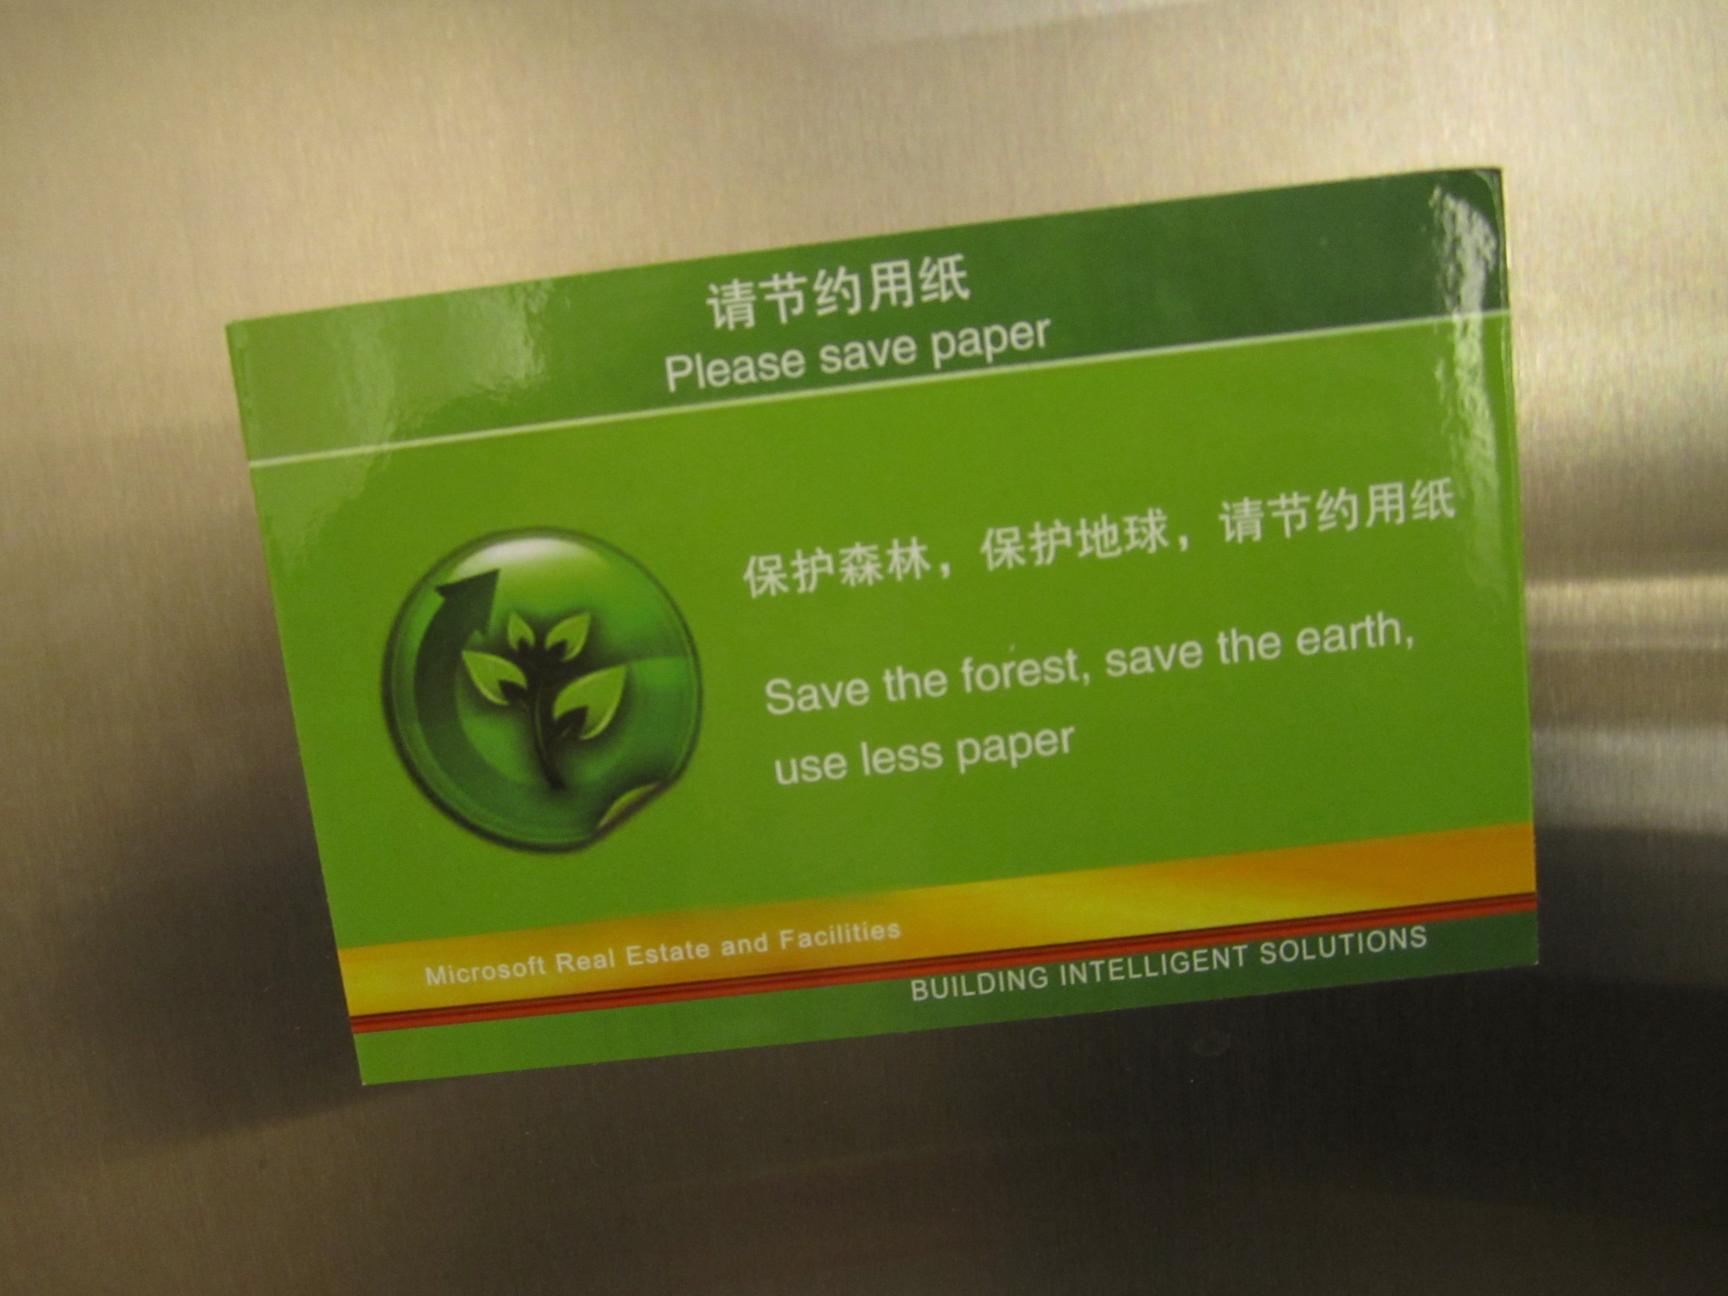 请节约用纸
Please save paper
保护森林，保护地球，请节约用纸
Save the forest, save the earth,
use less paper
Microsoft Real Estate and Facilities
BUILDING INTELLIGENT SOLUTIONS